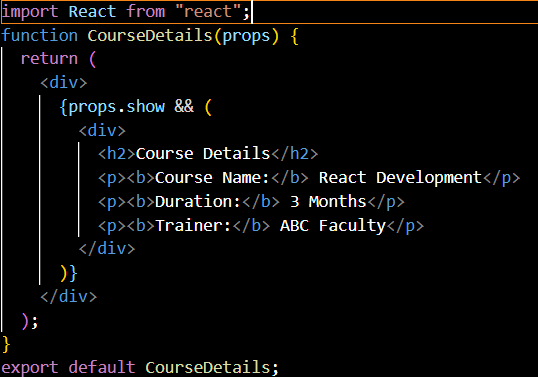 import React from "react";
function CourseDetails(props) {
  return (
    <div>
      {props.show && (
        <div>
          <h2>Course Details</h2>
          <p><b>Course Name:</b> React Development</p>
          <p><b>Duration:</b> 3 Months</p>
          <p><b>Trainer:</b> ABC Faculty</p>
        </div>
      )}
    </div>
  );
}
export default CourseDetails;